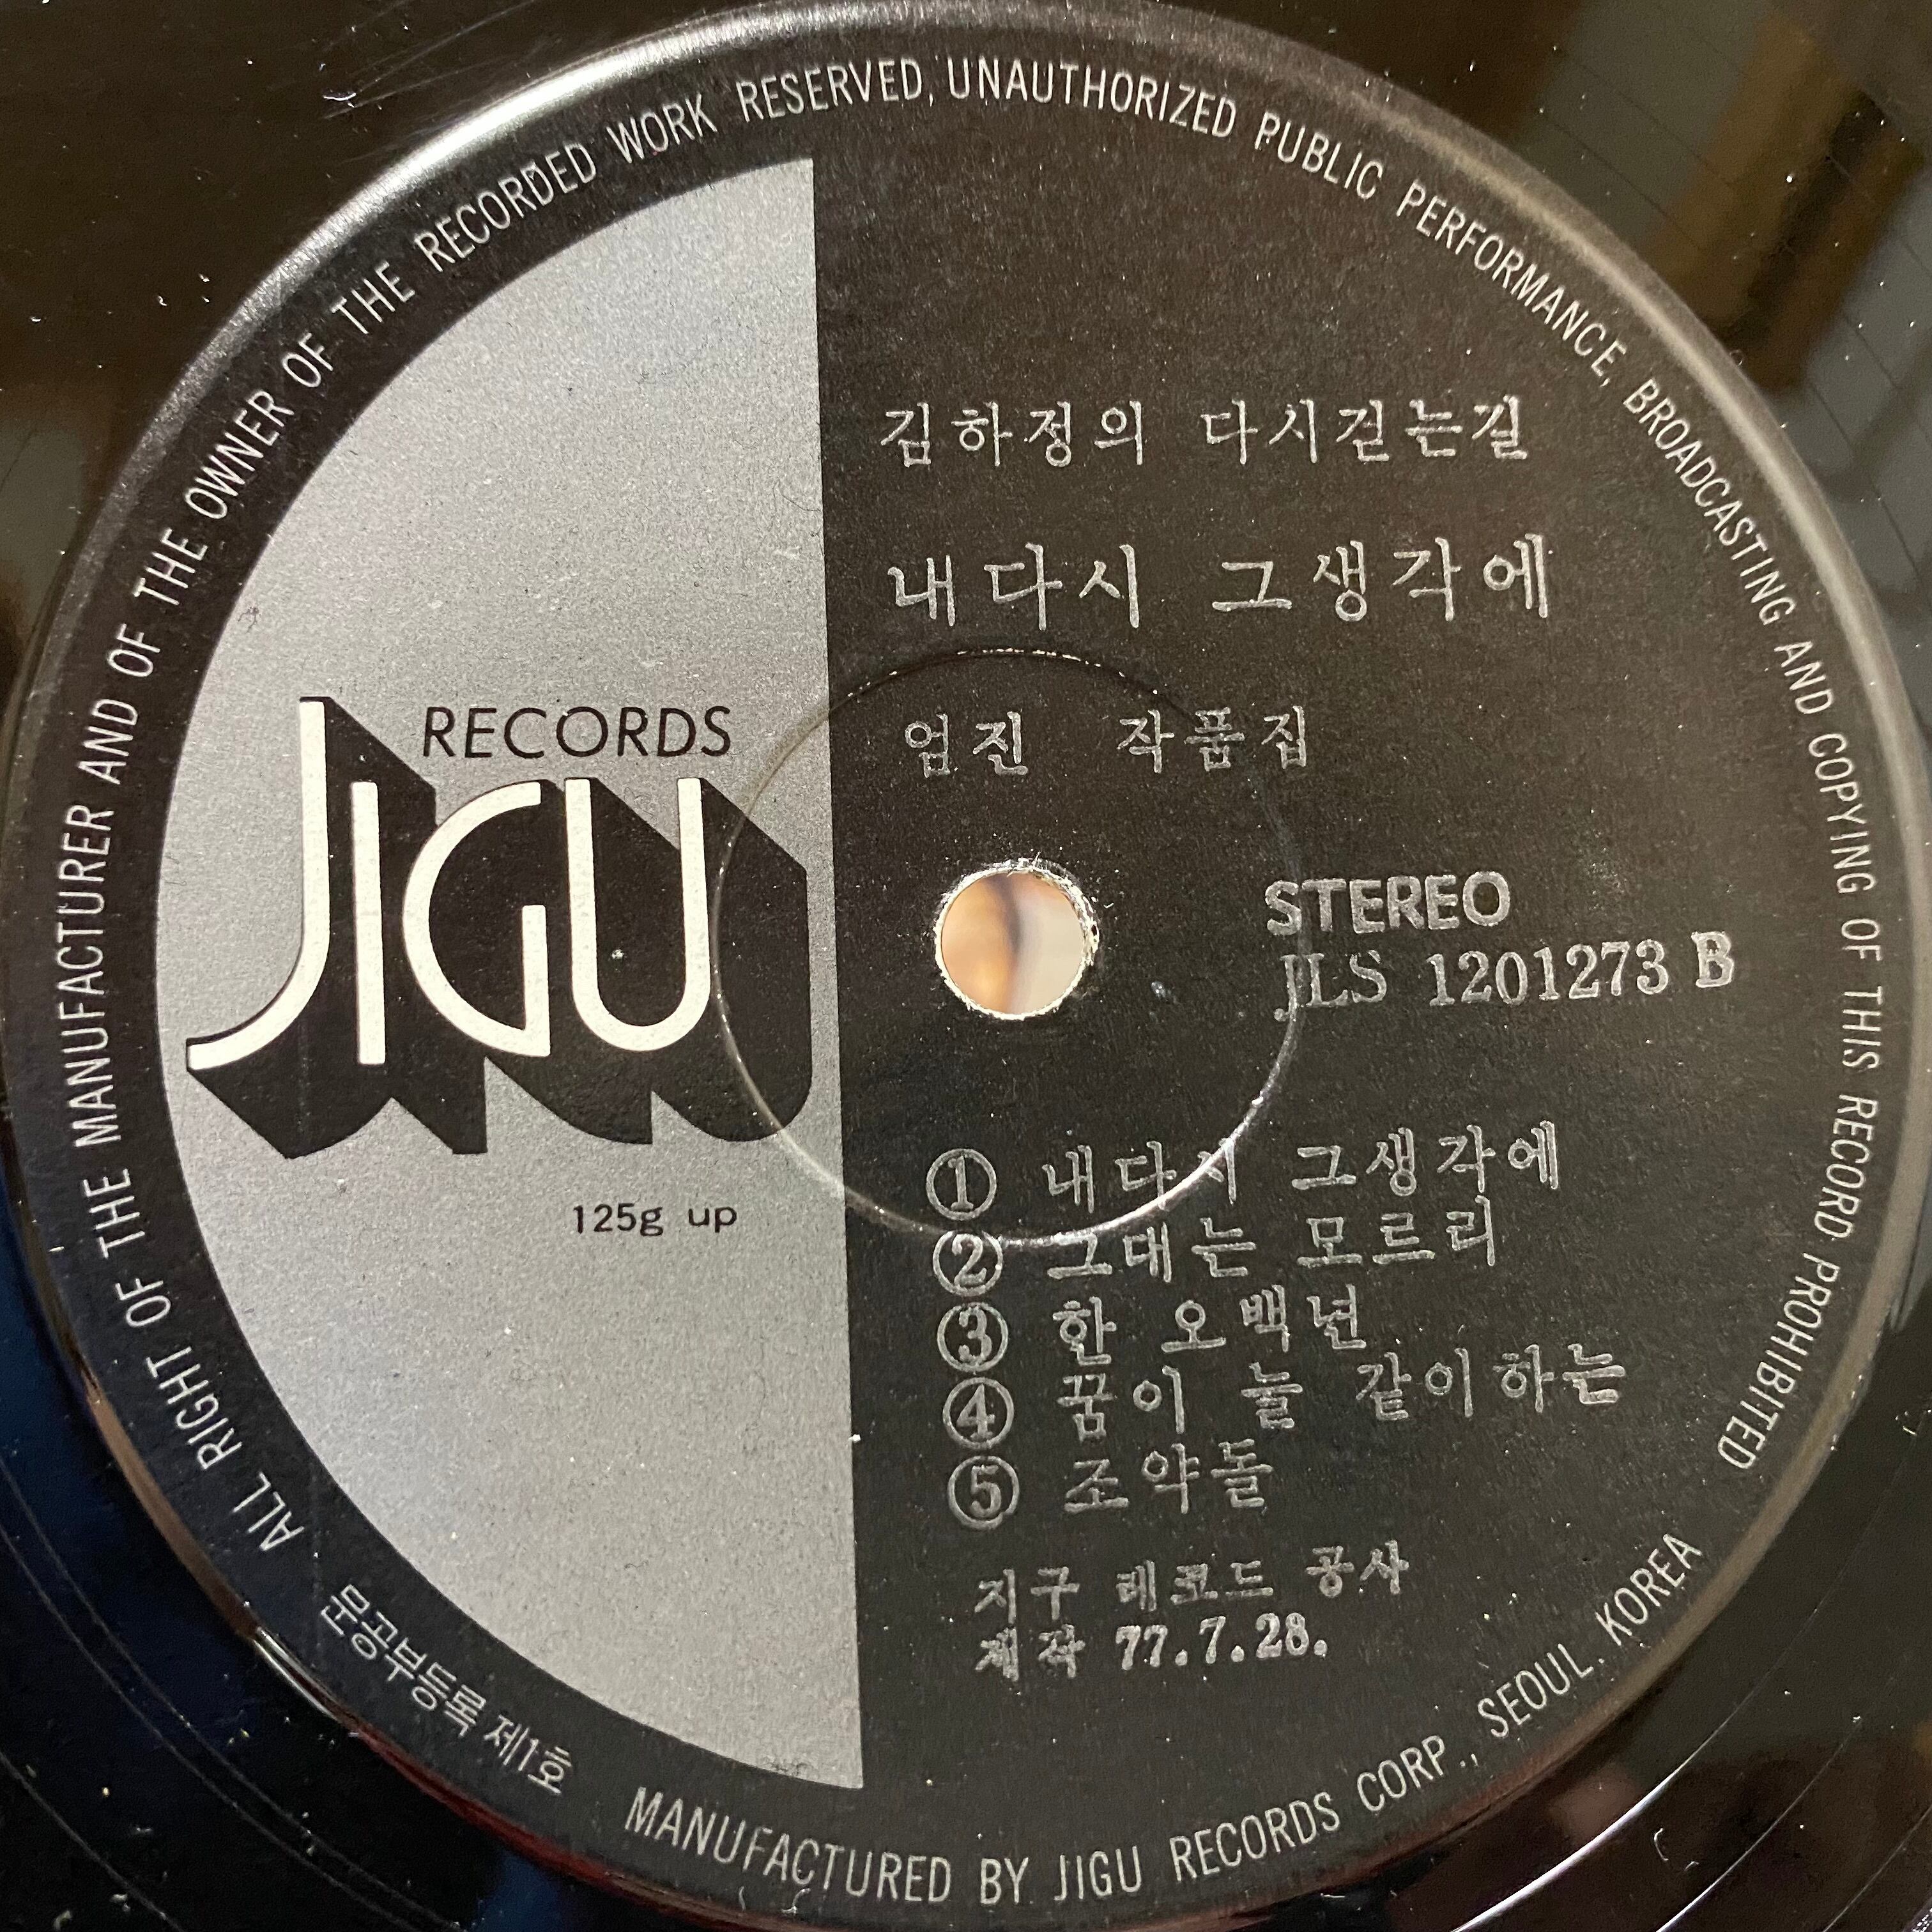 ALL RIGHT OF THE MANUFACTURER AND OF THE OWNER OF THE RECORDED WORK RESERVED, UNAUTHORIZED PUBLIC PERFORMANCE, BROADCASTING AND COPYING OF THIS RECORD PROHIBITED
김하정의 다시걷는길
내다시 그생각에
엄진 작품집
RECORDS
JIGU
STEREO
JLS 1201273 B
125g up
① 내다시 그생각에
② 그대는 모르리
③ 한 오백년
④ 꿈이 늘 같이하는
⑤ 조약돌
지구 레코드 공사
제작 77.7.28.
문공부등록 제1호
MANUFACTURED BY JIGU RECORDS CORP., SEOUL. KOREA